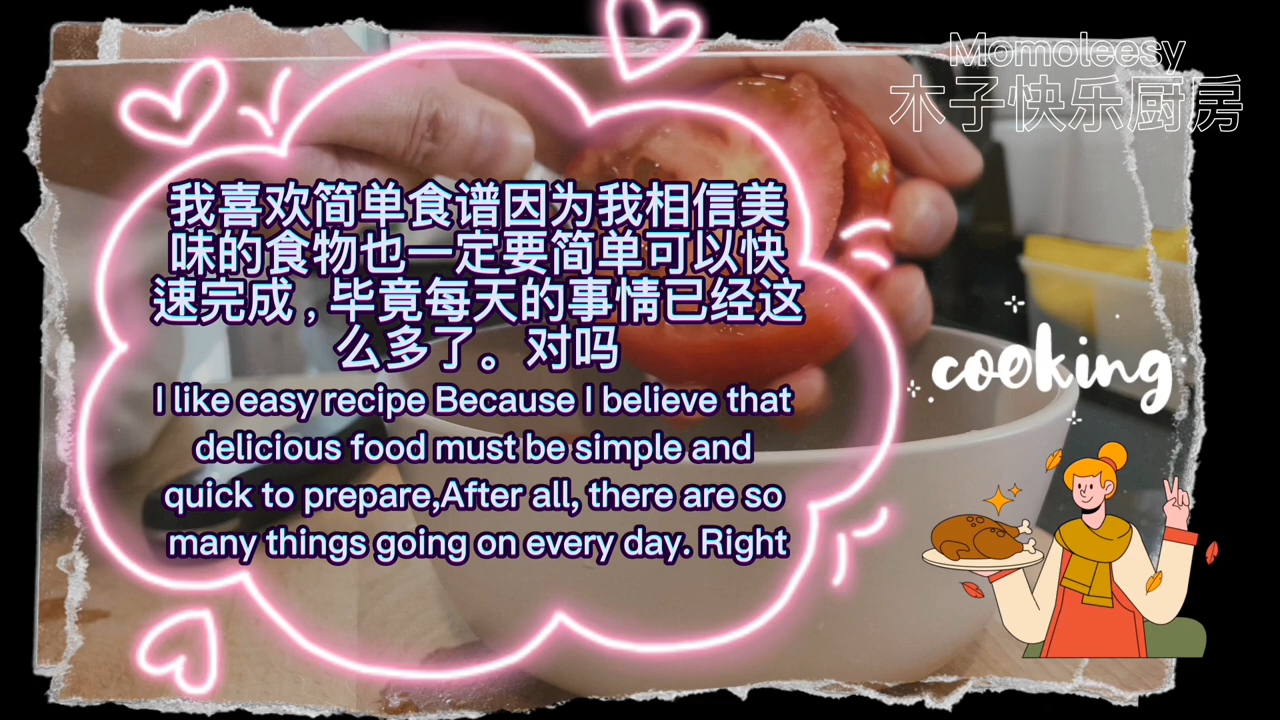 Momoleesy
木子快乐厨房
我喜欢简单食谱因为我相信美
味的食物也一定要简单可以快
速完成,毕竟每天的事情已经这
么多了。对吗
I like easy recipe Because I believe that
delicious food must be simple and
quick to prepare,After all, there are so
many things going on every day. Right
cooking